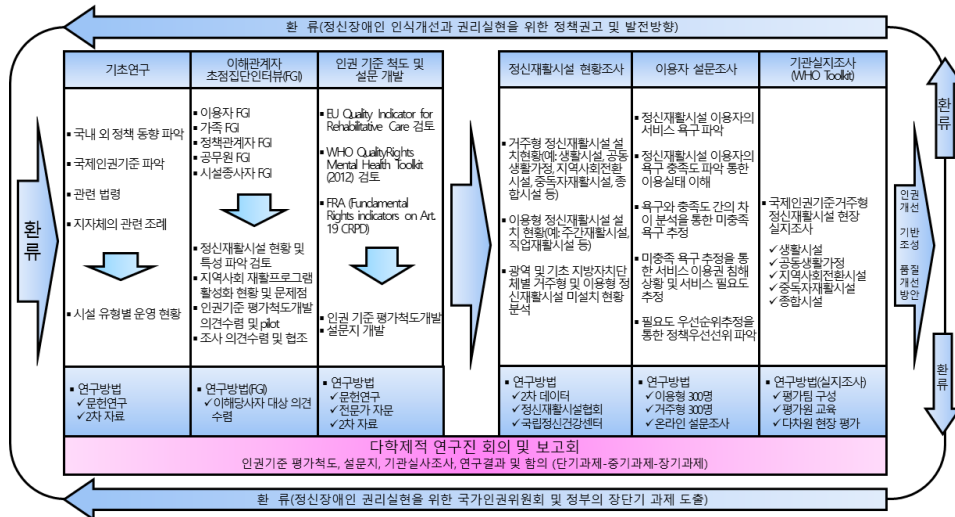 환 류(정신장애인 인식개선과 권리실현을 위한 정책권고 및 발전방향)
환류
기초연구
▪ 국내 외 정책 동향 파악
▪ 국제인권기준 파악
▪ 관련 법령
▪ 지자체의 관련 조례
▪ 시설 유형별 운영 현황
▪ 연구방법
✓문헌연구
✓2차 자료
이해관계자
초점집단인터뷰(FGI)
▪ 이용자 FGI
▪ 가족 FGI
▪ 정책관계자 FGI
▪ 공무원 FGI
▪ 시설종사자 FGI
▪ 정신재활시설 현황 및
특성 파악 검토
▪ 지역사회 재활프로그램
활성화 현황 및 문제점
▪ 인권기준 평가척도개발
의견수렴 및 pilot
▪ 조사 의견수렴 및 협조
▪ 연구방법(FGI)
✓이해당사자 대상 의견
수렴
인권 기준 척도 및
설문 개발
▪ EU Quality Indicator for
Rehabilitative Care 검토
▪ WHO QualityRights
Mental Health Toolkit
(2012) 검토
▪ FRA (Fundamental
Rights indicators on Art.
19 CRPD)
▪ 인권 기준 평가척도개발
▪ 설문지 개발
▪ 연구방법
✓문헌연구
✓전문가 자문
✓2차 자료
정신재활시설 현황조사
▪ 거주형 정신재활시설 설
치현황(예: 생활시설, 공동
생활가정, 지역사회전환
시설, 중독자재활시설, 종
합시설 등)
▪ 이용형 정신재활시설 설
치 현황(예: 주간재활시설,
직업재활시설 등)
▪ 광역 및 기초 지방자치단
체별 거주형 및 이용형 정
신재활시설 미설치 현황
분석
▪ 연구방법
✓2차 데이터
✓정신재활시설협회
✓국립정신건강센터
이용자 설문조사
▪ 정신재활시설 이용자의
서비스 욕구 파악
▪ 정신재활시설 이용자의
욕구 충족도 파악 통한
이용실태 이해
▪ 욕구와 충족도 간의 차
이 분석을 통한 미충족
욕구 추정
▪ 미충족 욕구 추정을 통
한 서비스 이용권 침해
상황 및 서비스 필요도
추정
▪ 필요도 우선순위추정을
통한 정책우선선위 파악
▪ 연구방법
✓이용형 300명
✓거주형 300명
✓온라인 설문조사
기관실지조사
(WHO Toolkit)
▪ 국제인권기준거주형
정신재활시설 현장
실지조사
✓생활시설
✓공동생활가정
✓지역사회전환시설
✓중독자재활시설
✓종합시설
▪ 연구방법(실지조사)
✓평가팀 구성
✓평가원 교육
✓다차원 현장 평가
환류
인권
개선
기반
조성
품질
개선
방안
환류
다학제적 연구진 회의 및 보고회
인권기준 평가척도, 설문지, 기관실사조사, 연구결과 및 함의 (단기과제-중기과제-장기과제)
환 류(정신장애인 권리실현을 위한 국가인권위원회 및 정부의 장단기 과제 도출)